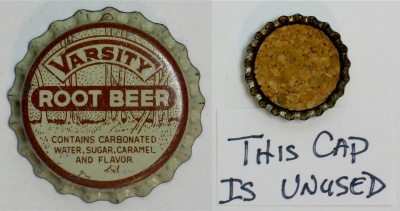 VARSITY
ROOT BEER
CONTAINS CARBONATED
WATER, SUGAR, CARAMEL
AND FLAVOR
THIS CAP
IS UNUSED